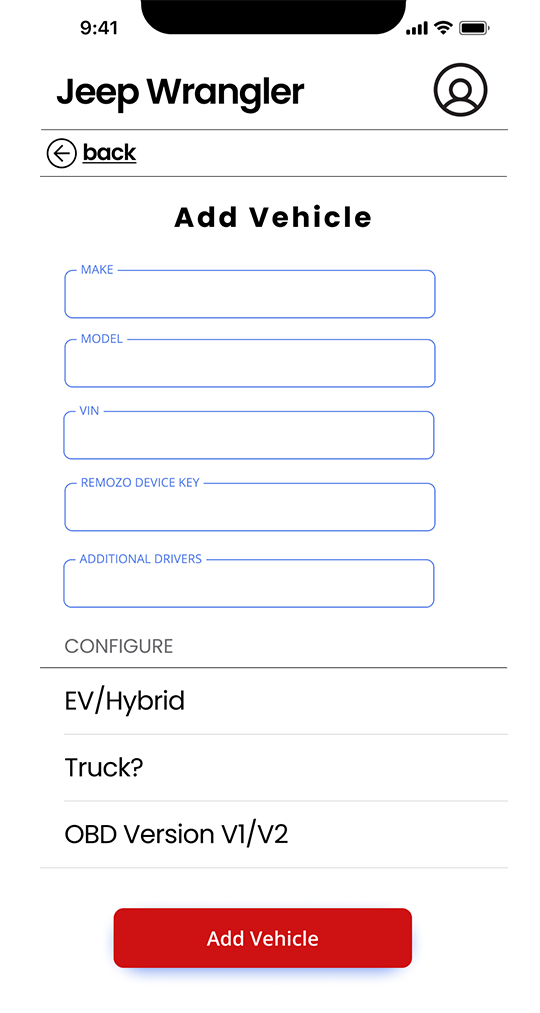 9:41
Jeep Wrangler
back
Add Vehicle
MAKE
MODEL
VIN
REMOZO DEVICE KEY
ADDITIONAL DRIVERS
CONFIGURE
EV/Hybrid
Truck?
OBD Version V1/V2
Add Vehicle